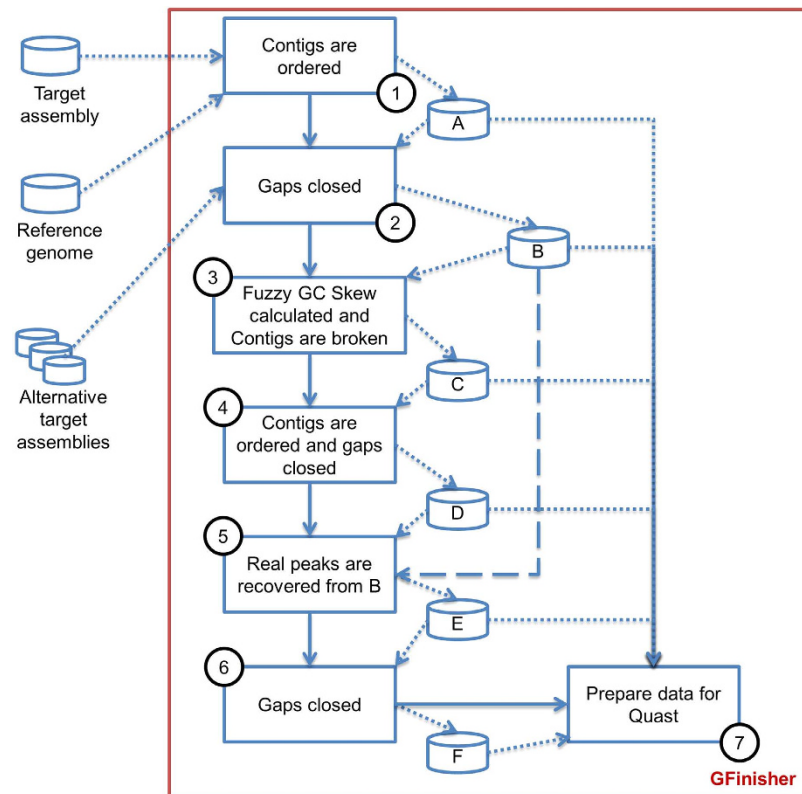 Contigs are
ordered
1
Target
assembly
A
Gaps closed
2
Reference
genome
B
3
Fuzzy GC Skew
calculated and
Contigs are broken
C
Alternative
target
assemblies
4
Contigs are
ordered and gaps
closed
D
5
Real peaks are
recovered from B
E
6
Gaps closed
F
Prepare data for
Quast
7
GFinisher